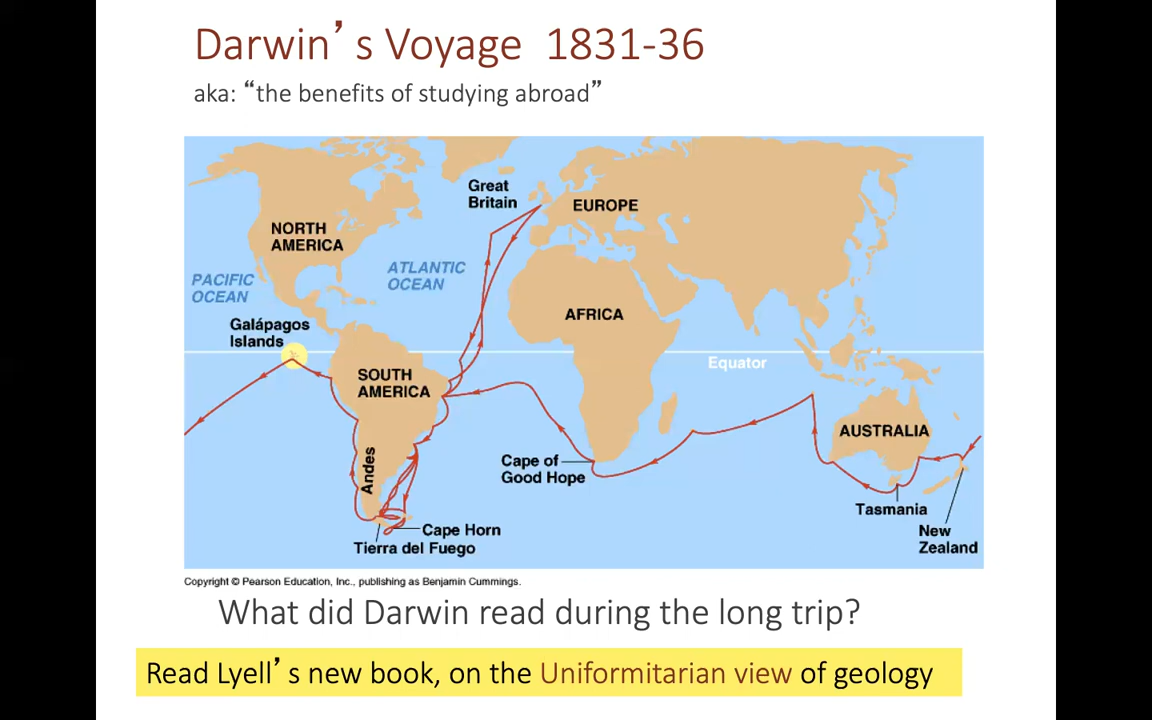 Darwin’s Voyage 1831-36
aka: “the benefits of studying abroad”
Great
Britain
EUROPE
NORTH
AMERICA
ATLANTIC
OCEAN
PACIFIC
OCEAN
AFRICA
Galápagos
Islands
Equator
SOUTH
AMERICA
AUSTRALIA
Andes
Cape of
Good Hope
Tasmania
Cape Horn
New
Zealand
Tierra del Fuego
Copyright © Pearson Education, Inc., publishing as Benjamin Cummings.
What did Darwin read during the long trip?
Read Lyell’s new book, on the Uniformitarian view of geology